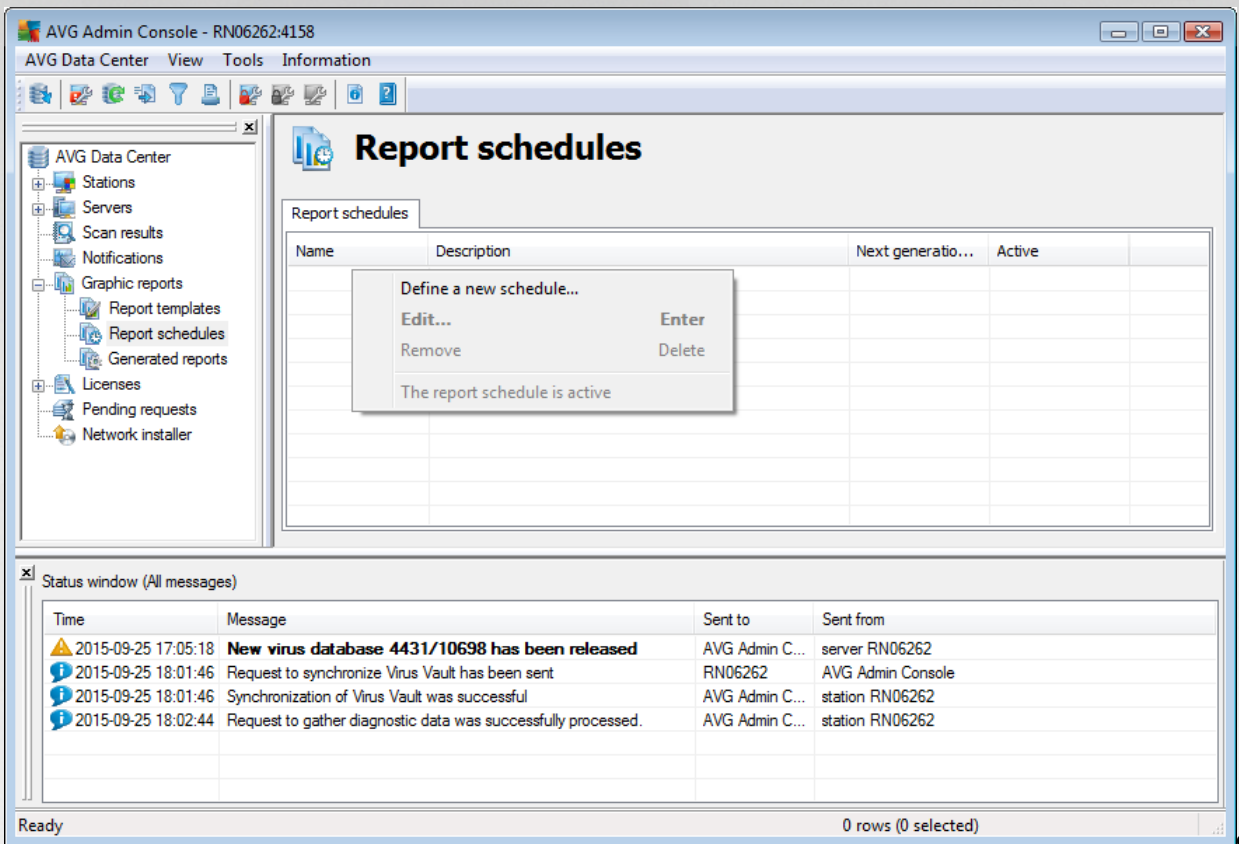 AVG Admin Console - RN06262:4158
AVG Data Center View Tools Information
AVG Data Center
Stations
Servers
Scan results
Notifications
Graphic reports
Report templates
Report schedules
Generated reports
Licenses
Pending requests
Network installer
Report schedules
Report schedules
Name Description Next generatio... Active
Define a new schedule...
Edit... Enter
Remove Delete
The report schedule is active
Status window (All messages)
Time Message Sent to Sent from
2015-09-25 17:05:18 New virus database 4431/10698 has been released AVG Admin C... server RN06262
2015-09-25 18:01:46 Request to synchronize Virus Vault has been sent RN06262 AVG Admin Console
2015-09-25 18:01:46 Synchronization of Virus Vault was successful AVG Admin C... station RN06262
2015-09-25 18:02:44 Request to gather diagnostic data was successfully processed. AVG Admin C... station RN06262
Ready 0 rows (0 selected)